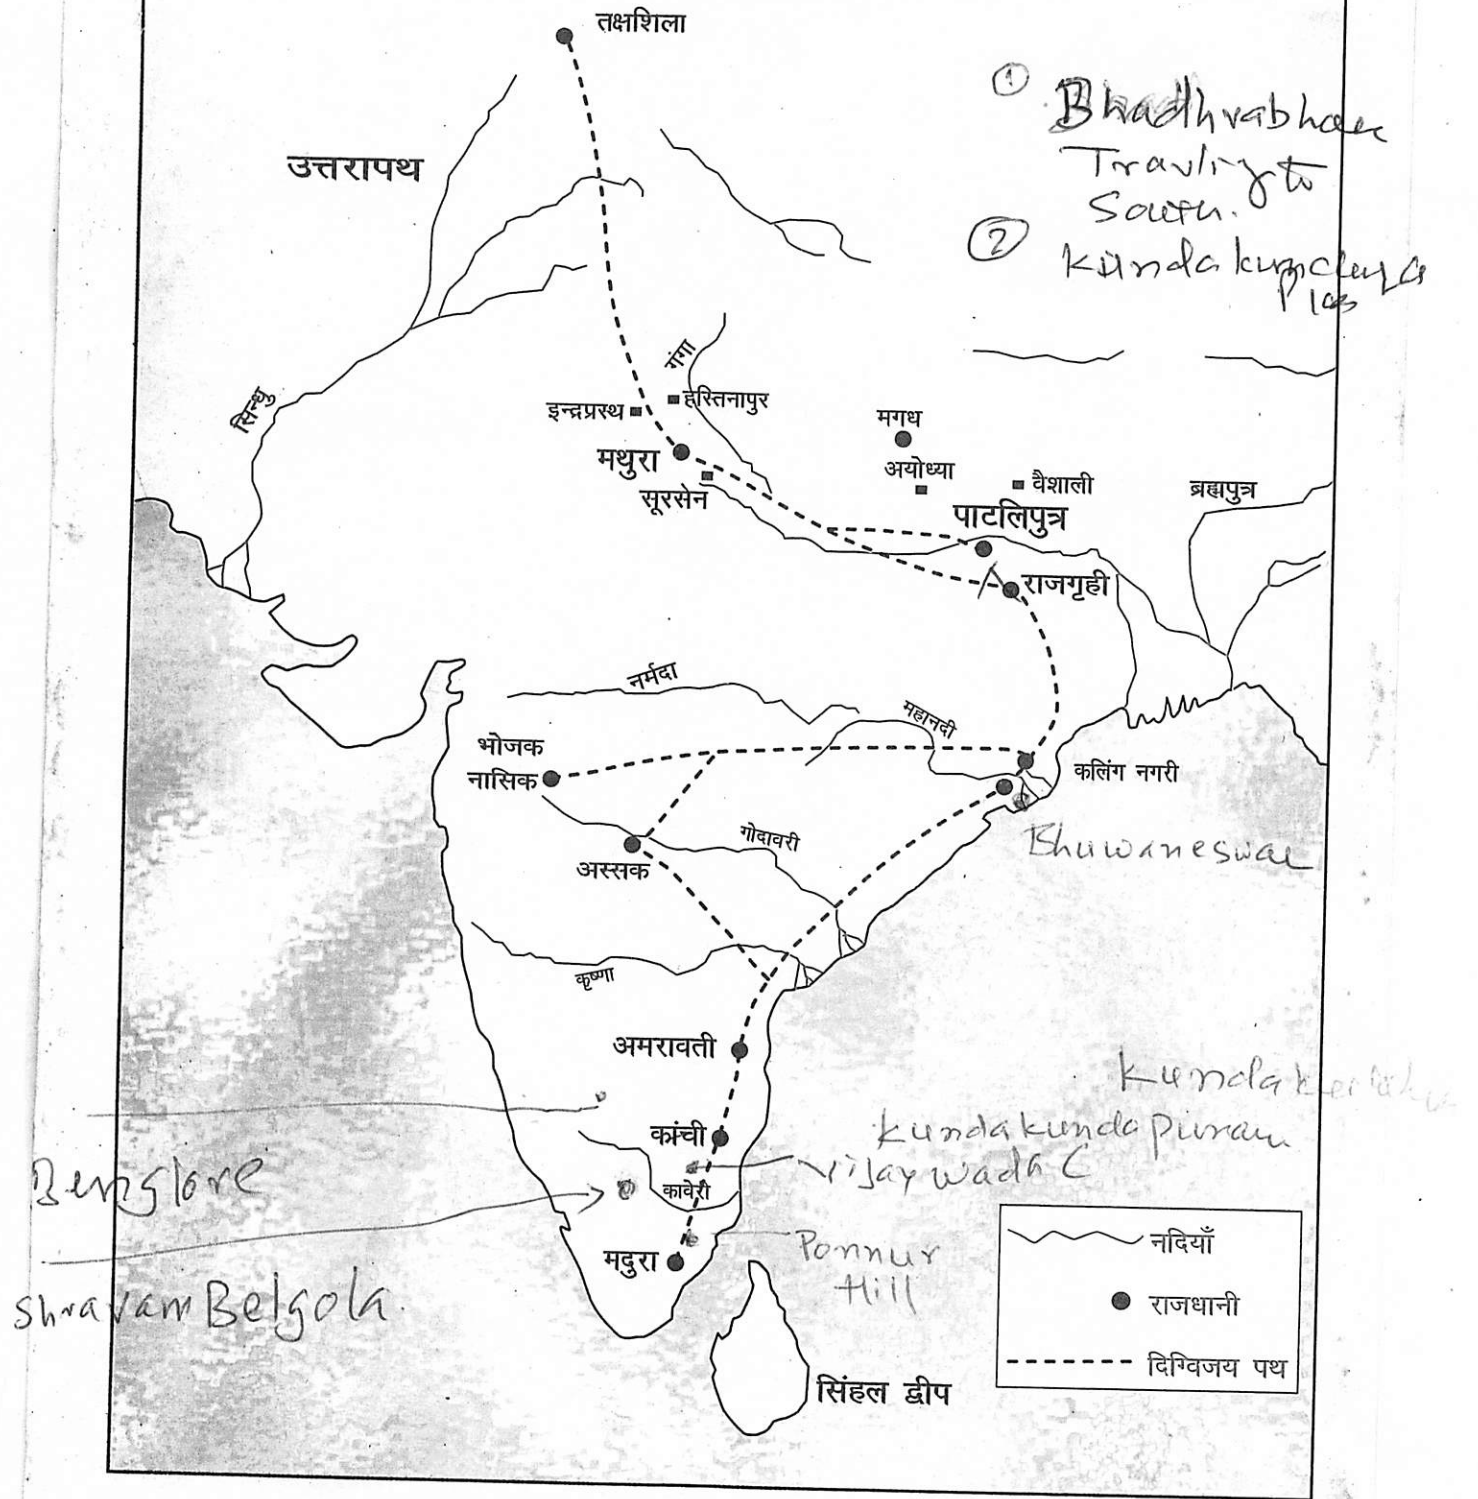 तक्षशिला
① Bhadhrabhau
Travling to
South.
उत्तरापथ
②
गंगा
हस्तिनापुर
इन्द्रप्रस्थ
सिन्धु
मगध
मथुरा
अयोध्या
वैशाली
ब्रह्मपुत्र
सूरसेन
पाटलिपुत्र
राजगृही
नर्मदा
महानदी
भोजक
नासिक
कलिंग नगरी
गोदावरी
Bhuwaneswar
अस्सक
कृष्णा
अमरावती
कांची
Kundakundapuram
Vijaywada C
Benglore
कावेरी
Ponnur
Hill
मदुरा
Shravan Belgola
नदियाँ
राजधानी
दिग्विजय पथ
सिंहल द्वीप